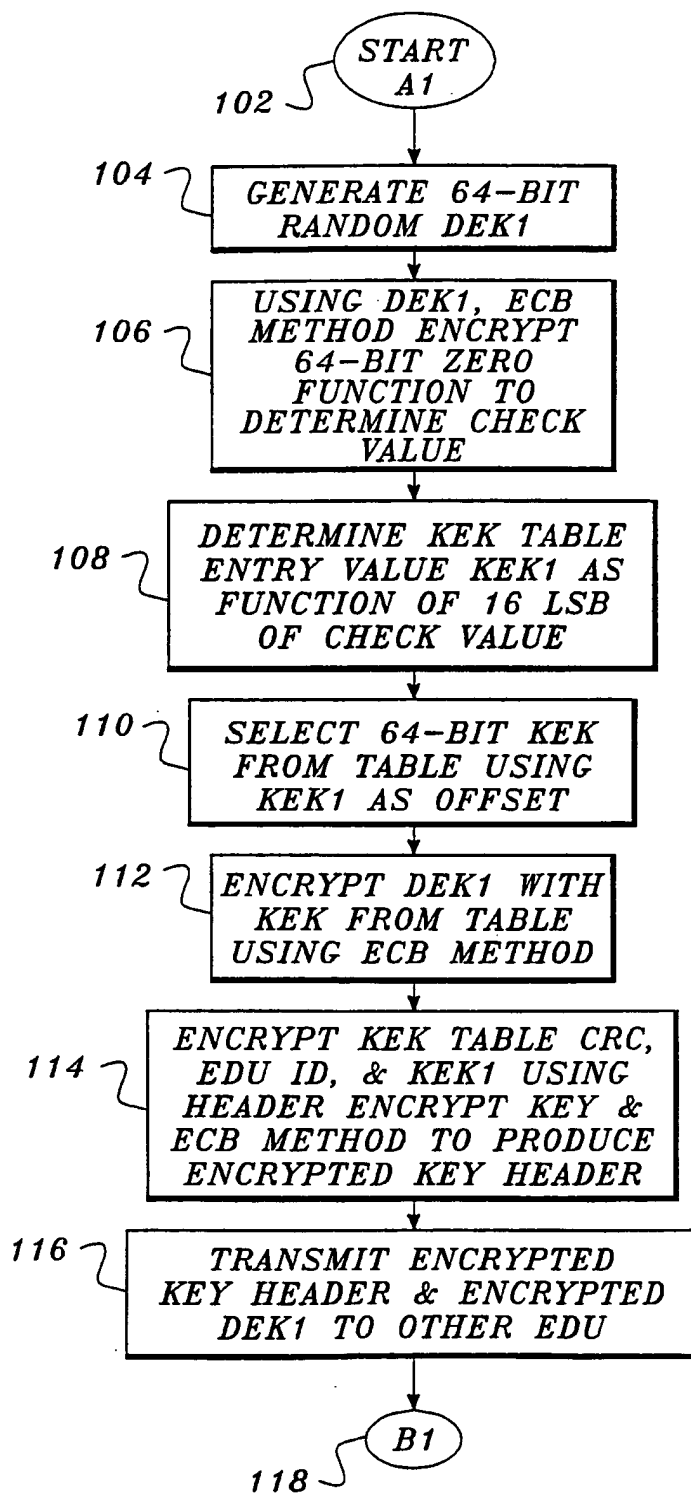 START
A1
102
104
GENERATE 64-BIT
RANDOM DEK1
106
USING DEK1, ECB
METHOD ENCRYPT
64-BIT ZERO
FUNCTION TO
DETERMINE CHECK
VALUE
108
DETERMINE KEK TABLE
ENTRY VALUE KEK1 AS
FUNCTION OF 16 LSB
OF CHECK VALUE
110
SELECT 64-BIT KEK
FROM TABLE USING
KEK1 AS OFFSET
112
ENCRYPT DEK1 WITH
KEK FROM TABLE
USING ECB METHOD
114
ENCRYPT KEK TABLE CRC,
EDU ID, & KEK1 USING
HEADER ENCRYPT KEY &
ECB METHOD TO PRODUCE
ENCRYPTED KEY HEADER
116
TRANSMIT ENCRYPTED
KEY HEADER & ENCRYPTED
DEK1 TO OTHER EDU
B1
118